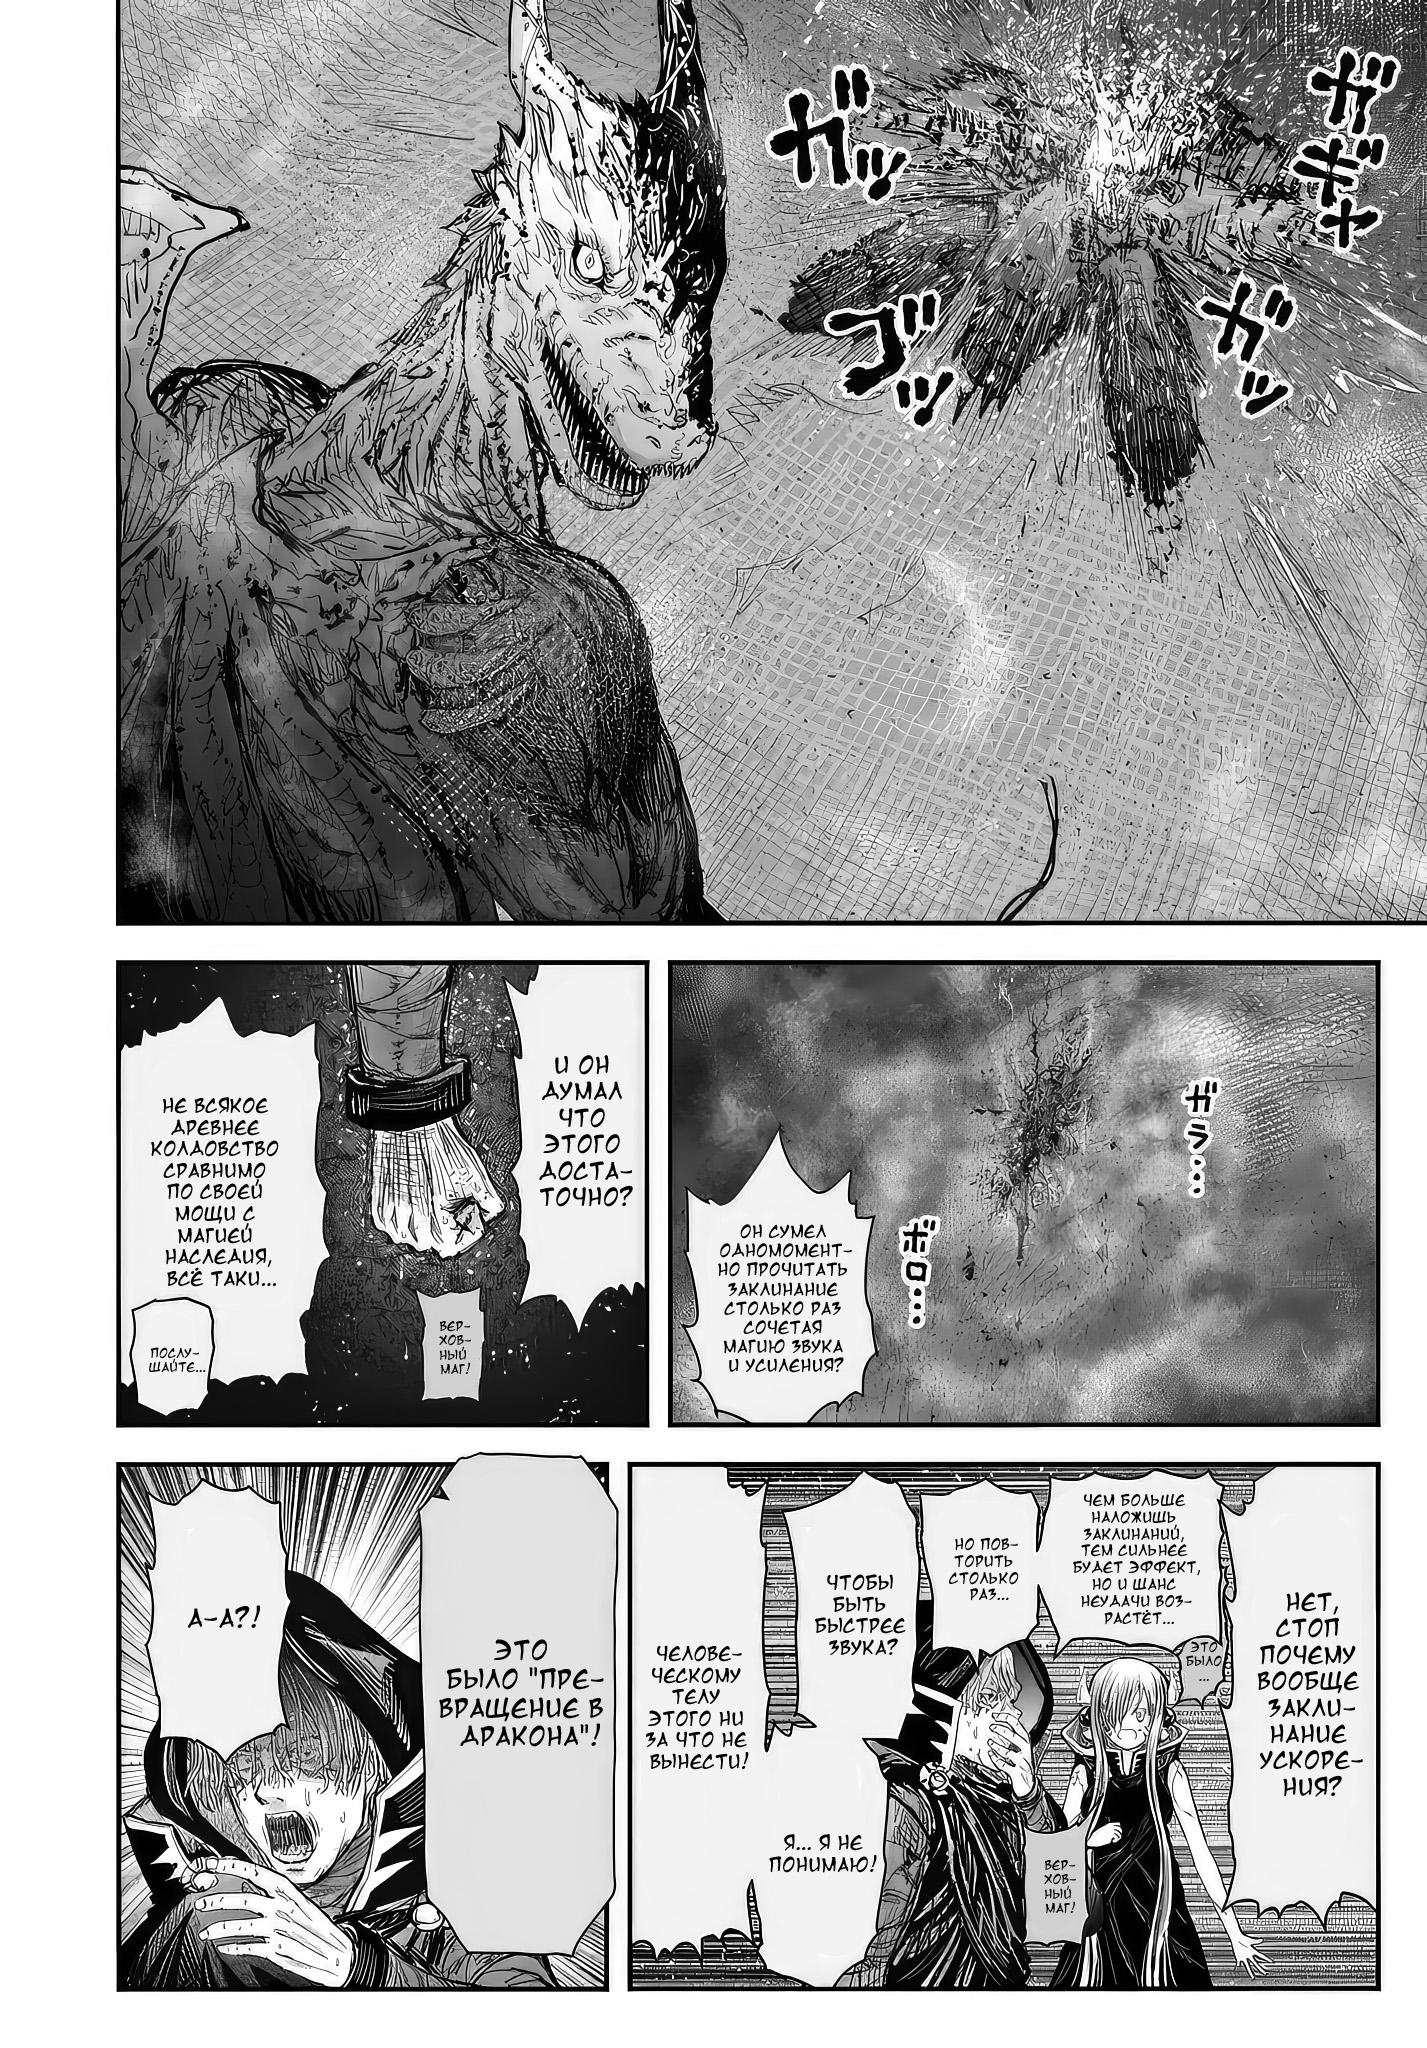 ガ
ギャ
ガッ
ガッ
ゴッ
ガラ…
ボロ…
ОН СУМЕЛ
ОДНОМОМЕНТ-
НО ПРОЧИТАТЬ
ЗАКЛИНАНИЕ
СТОЛЬКО РАЗ
СОЧЕТАЯ
МАГИЮ ЗВУКА
И УСИЛЕНИЯ?
И ОН
ДУМАЛ
ЧТО
ЭТОГО
ДОСТА-
ТОЧНО?
ВЕР-
ХОВ-
НЫЙ
МАГ!
НЕ ВСЯКОЕ
ДРЕВНЕЕ
КОЛДОВСТВО
СРАВНИМО
ПО СВОЕЙ
МОЩИ С
МАГИЕЙ
НАСЛЕДИЯ,
ВСЁ ТАКИ...
ПОСЛУ-
ШАЙТЕ...
НЕТ,
СТОП
ПОЧЕМУ
ВООБЩЕ
ЗАКЛИ-
НАНИЕ
УСКОРЕ-
НИЯ?
ЭТО
БЫЛО
...
ЧЕМ БОЛЬШЕ
НАЛОЖИШЬ
ЗАКЛИНАНИЙ,
ТЕМ СИЛЬНЕЕ
БУДЕТ ЭФФЕКТ,
НО И ШАНС
НЕУДАЧИ ВОЗ-
РАСТЁТ...
НО ПОВ-
ТОРИТЬ
СТОЛЬКО
РАЗ...
ВЕР-
ХОВ-
НЫЙ
МАГ!
ЧТОБЫ
БЫТЬ
БЫСТРЕЕ
ЗВУКА?
ЧЕЛОВЕ-
ЧЕСКОМУ
ТЕЛУ
ЭТОГО НИ
ЗА ЧТО НЕ
ВЫНЕСТИ!
Я... Я НЕ
ПОНИМАЮ!
ЭТО
БЫЛО "ПРЕ-
ВРАЩЕНИЕ В
ДРАКОНА"!
А-А?!